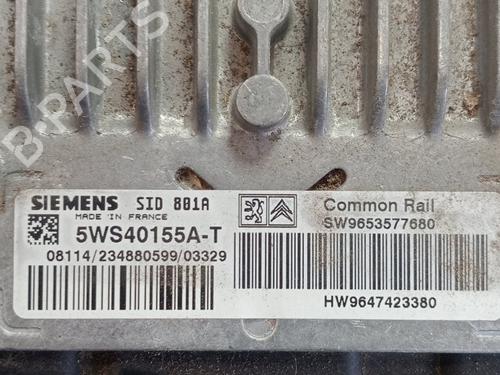 B-PARTS
SIEMENS SID 801A
MADE IN FRANCE
5WS40155A-T
08114/234880599/03329
Common Rail
SW9653577680
HW9647423380